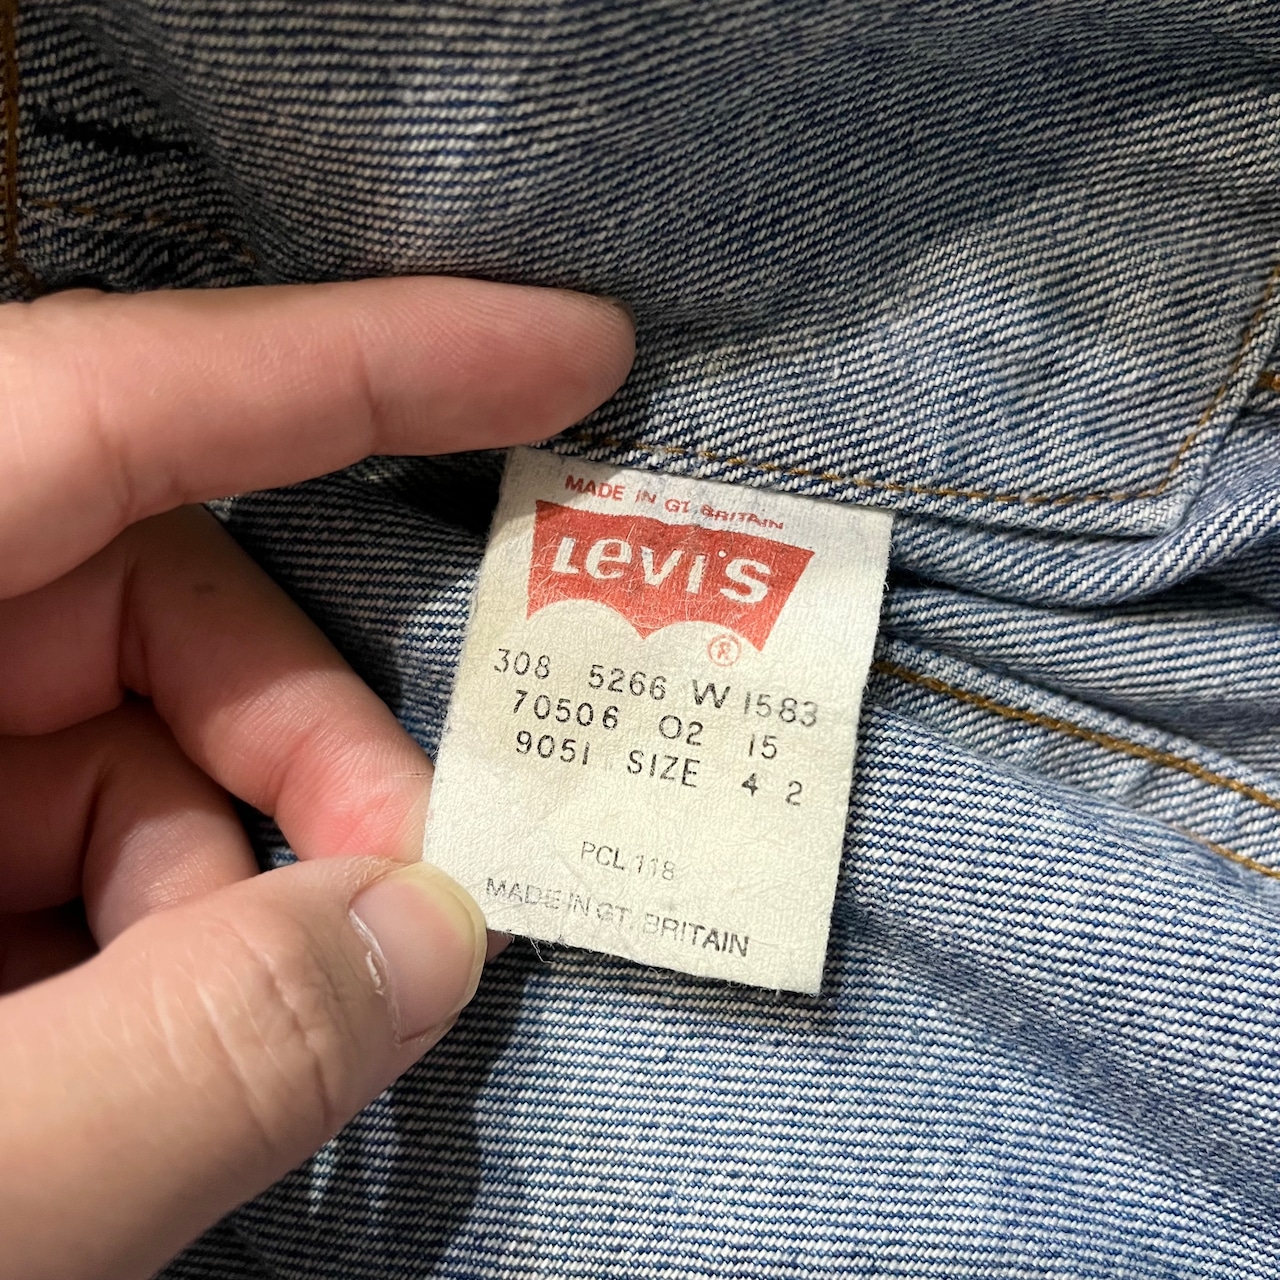 MADE IN GT. BRITAIN
LEVI'S ®
308 5266 W 1583
70506 02 15
9051 SIZE 4 2
PCL 118
MADE IN GT. BRITAIN